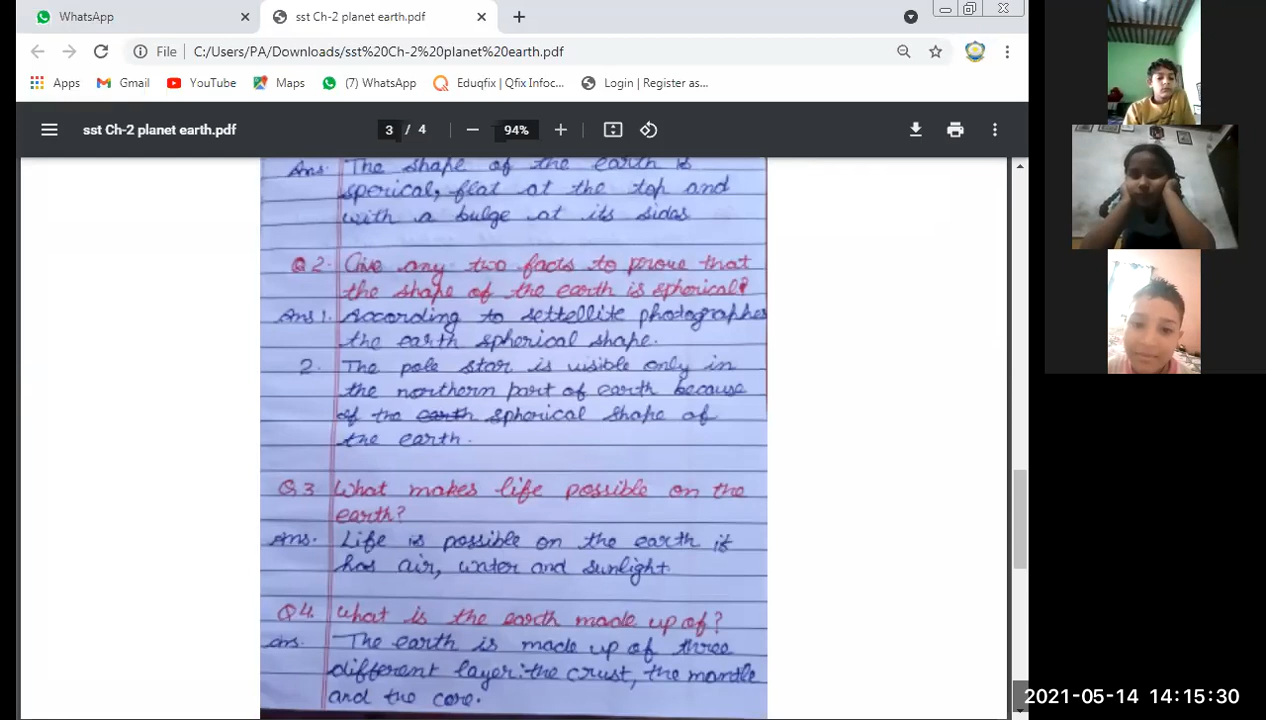 WhatsApp
sst Ch-2 planet earth.pdf
File C:/Users/PA/Downloads/sst%20Ch-2%20planet%20earth.pdf
Apps Gmail YouTube Maps (7) WhatsApp Eduqfix | Qfix Infoc... Login | Register as...
sst Ch-2 planet earth.pdf 3 / 4 94%
Ans. The shape of the earth is
sperical, flat at the top and
with a bulge at its sidas
Q2. Give any two facts to prove that
the shape of the earth is spherical?
Ans 1. According to settellite photographes
the earth spherical shape.
2. The pole star is visible only in
the northern part of earth because
of the earth spherical shape of
the earth.
Q3 What makes life possible on the
earth?
Ans. Life is possible on the earth it
has air, water and sunlight
Q4. What is the earth made up of?
ans. The earth is made up of three
different layer: the crust, the mantle
and the core.
2021-05-14 14:15:30